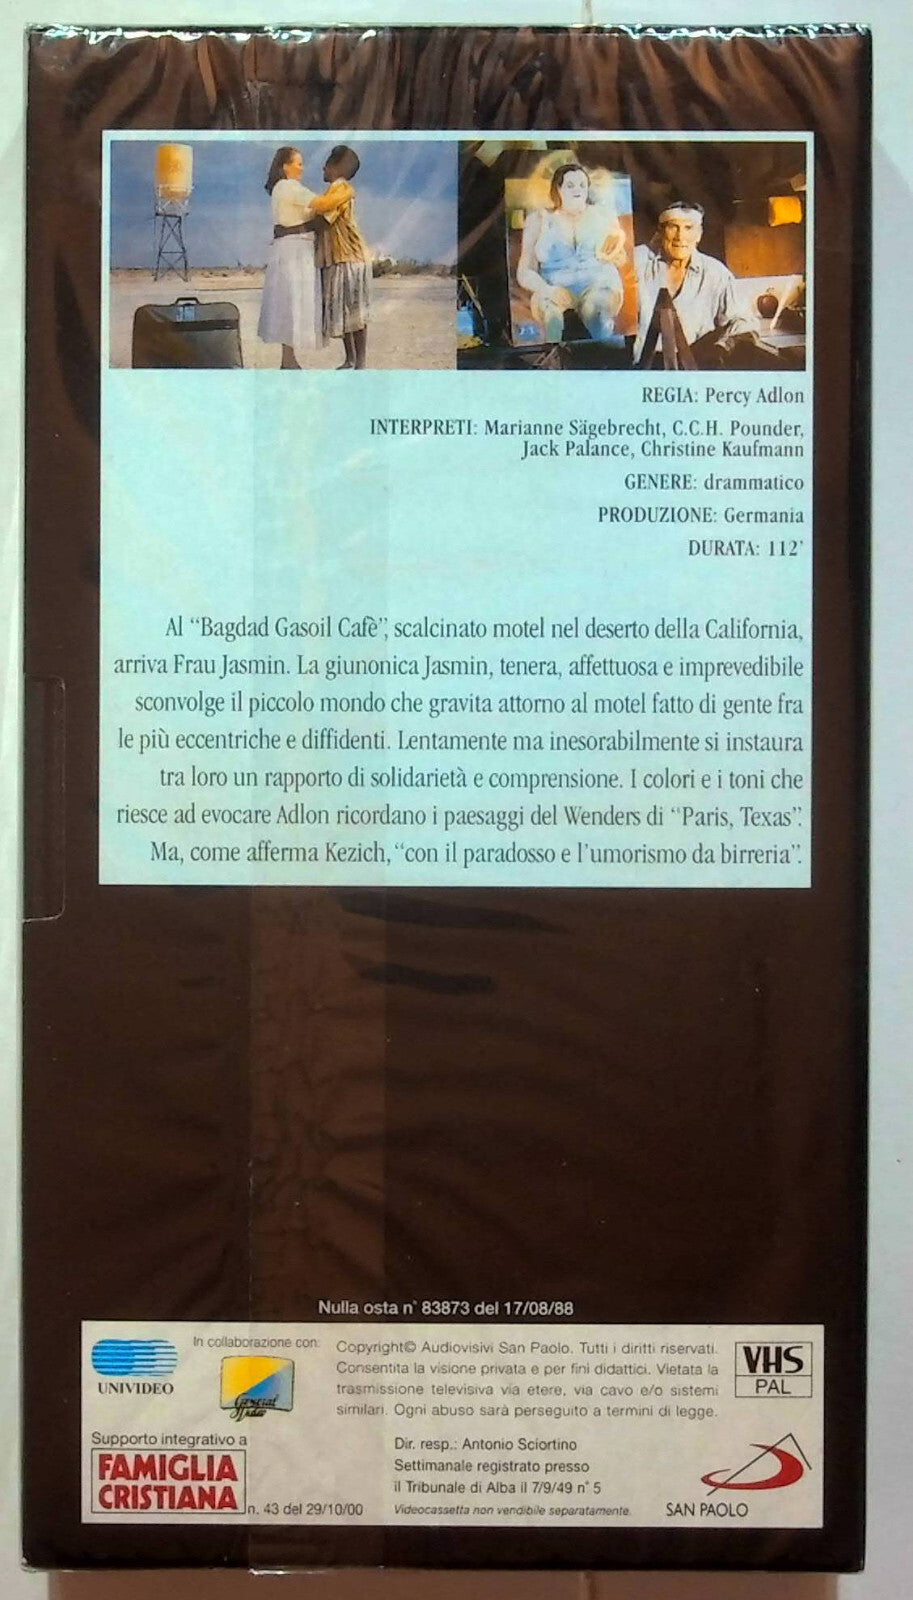 REGIA: Percy Adlon
INTERPRETI: Marianne Sägebrecht, C.C.H. Pounder,
Jack Palance, Christine Kaufmann
GENERE: drammatico
PRODUZIONE: Germania
DURATA: 112'
Al “Bagdad Gasoil Cafè”, scalcinato motel nel deserto della California,
arriva Frau Jasmin. La giunonica Jasmin, tenera, affettuosa e imprevedibile
sconvolge il piccolo mondo che gravita attorno al motel fatto di gente fra
le più eccentriche e diffidenti. Lentamente ma inesorabilmente si instaura
tra loro un rapporto di solidarietà e comprensione. I colori e i toni che
riesce ad evocare Adlon ricordano i paesaggi del Wenders di “Paris, Texas”.
Ma, come afferma Kezich, “con il paradosso e l'umorismo da birreria”.
Nulla osta n° 83873 del 17/08/88
UNIVIDEO
In collaborazione con:
General
Video
Copyright© Audiovisivi San Paolo. Tutti i diritti riservati.
Consentita la visione privata e per fini didattici. Vietata la
trasmissione televisiva via etere, via cavo e/o sistemi
similari. Ogni abuso sarà perseguito a termini di legge.
VHS
PAL
Supporto integrativo a
FAMIGLIA
CRISTIANA
n. 43 del 29/10/00
Dir. resp.: Antonio Sciortino
Settimanale registrato presso
il Tribunale di Alba il 7/9/49 n° 5
Videocassetta non vendibile separatamente.
SAN PAOLO